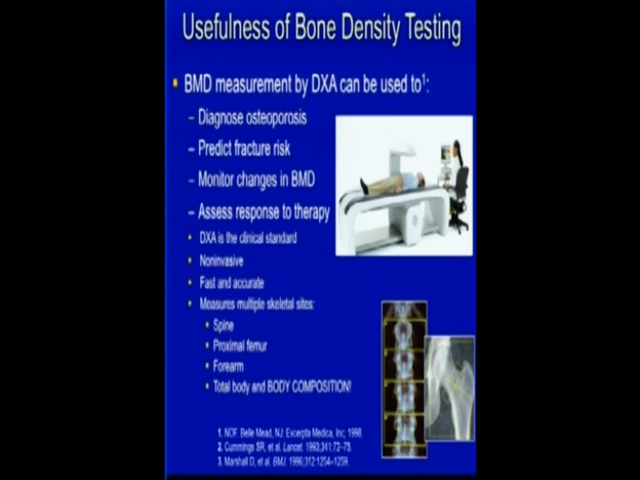 Usefulness of Bone Density Testing
• BMD measurement by DXA can be used to1:
– Diagnose osteoporosis
– Predict fracture risk
– Monitor changes in BMD
– Assess response to therapy
• DXA is the clinical standard
• Noninvasive
• Fast and accurate
• Measures multiple skeletal sites:
• Spine
• Proximal femur
• Forearm
• Total body and BODY COMPOSITION!
1. NOF. Belle Mead, NJ: Excerpta Medica, Inc; 1998.
2. Cummings SR, et al. Lancet. 1993;341:72–75.
3. Marshall D, et al. BMJ. 1996;312:1254–1259.